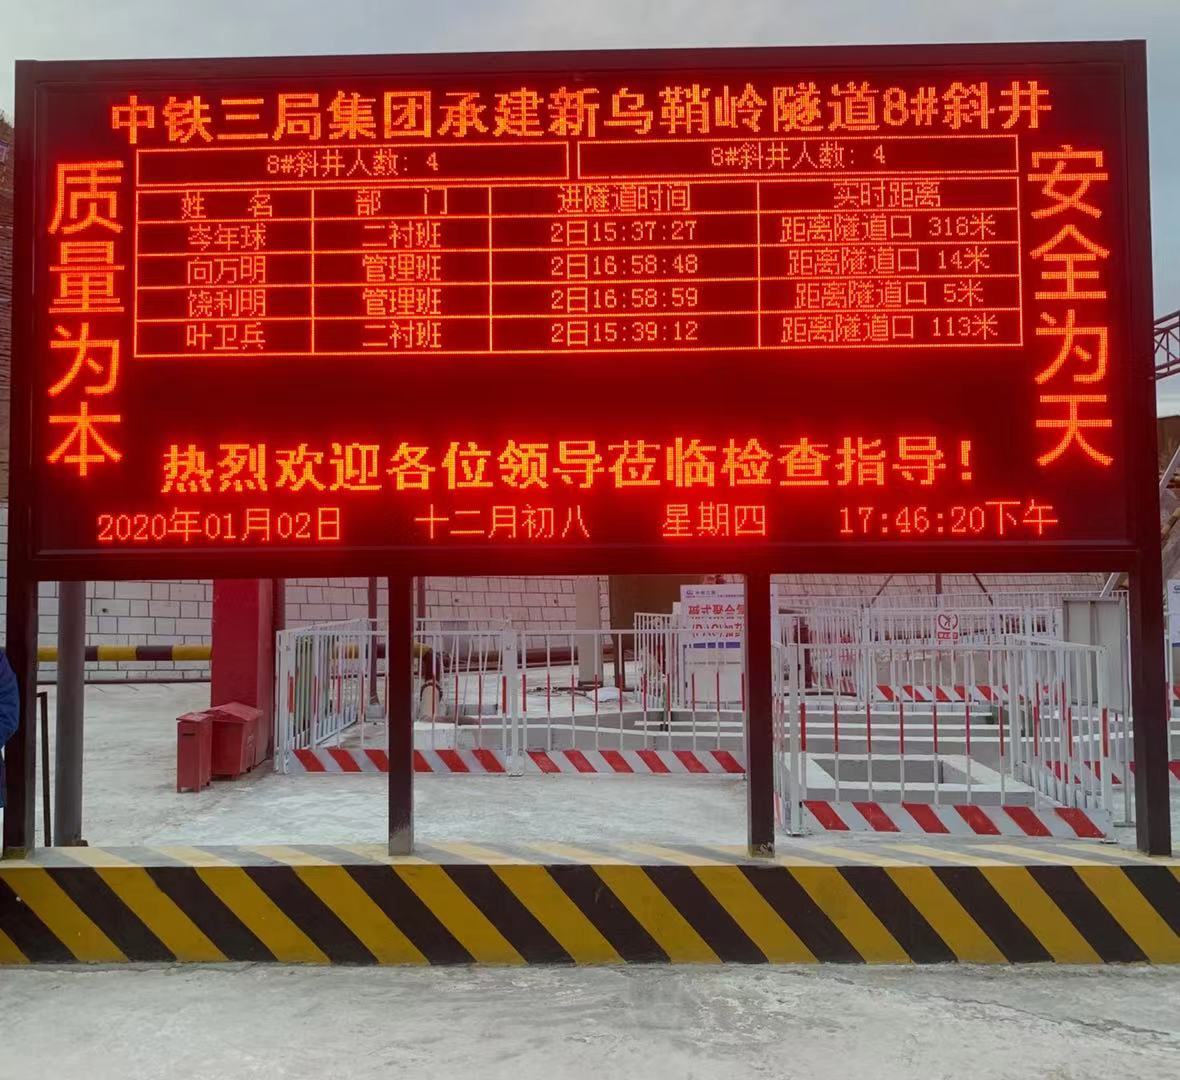 中铁三局集团承建新乌鞘岭隧道8#斜井
质量为本
安全为天
8#斜井人数: 4
8#斜井人数: 4
姓 名 部 门 进隧道时间 实时距离
岑年球 二衬班 2日15:37:27 距离隧道口 318米
向万明 管理班 2日16:58:48 距离隧道口 14米
饶利明 管理班 2日16:58:59 距离隧道口 5米
叶卫兵 二衬班 2日15:39:12 距离隧道口 113米
热烈欢迎各位领导莅临检查指导!
2020年01月02日 十二月初八 星期四 17:46:20下午